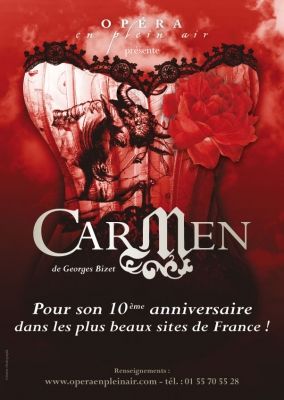 OPÉRA
en plein air
présente
CARMEN
de Georges Bizet
Pour son 10ème anniversaire
dans les plus beaux sites de France !
Renseignements :
www.operaenpleinair.com - tél. : 01 55 70 55 28